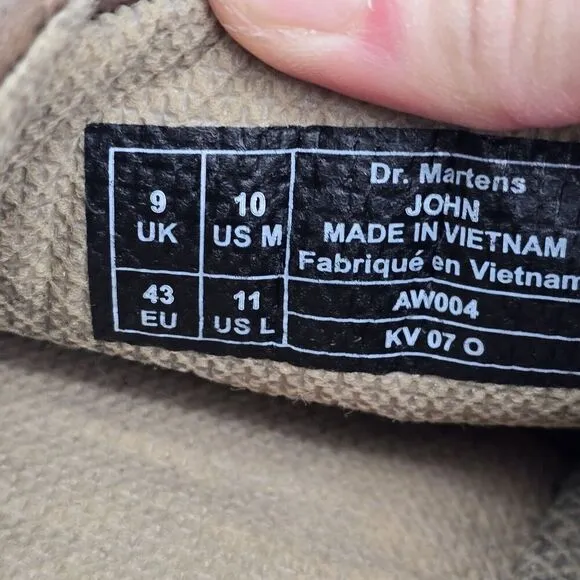 9
UK
10
US M
43
EU
11
US L
Dr. Martens
JOHN
MADE IN VIETNAM
Fabriqué en Vietnam
AW004
KV 07 O